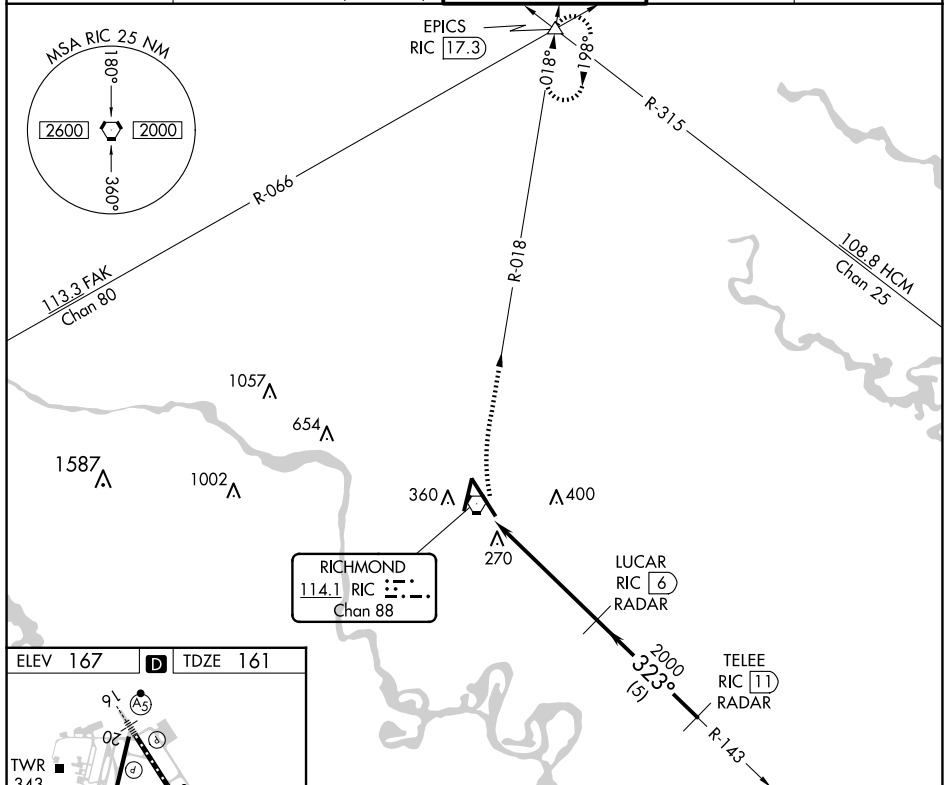 EPICS
RIC 17.3
MSA RIC 25 NM
180°
2600
2000
360°
018°
198°
R-315
R-066
R-018
113.3 FAK
Chan 80
108.8 HCM
Chan 25
1057
654
1587
1002
360
400
270
RICHMOND
114.1 RIC
Chan 88
LUCAR
RIC 6
RADAR
2000
323°
(5)
TELEE
RIC 11
RADAR
R-143
ELEV 167
D
TDZE 161
16
A5
20
P
P
TWR
343